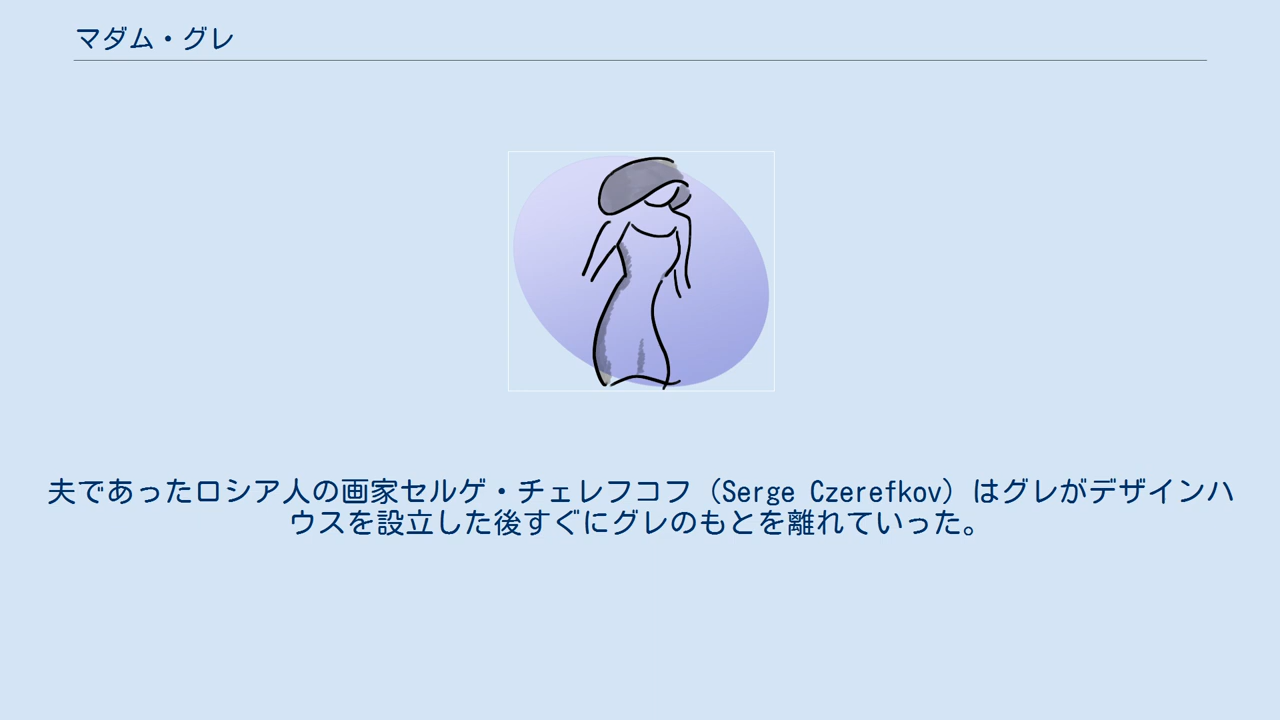 マダム・グレ
夫であったロシア人の画家セルゲ・チェレフコフ（Serge Czerefkov）はグレがデザインハ
ウスを設立した後すぐにグレのもとを離れていった。